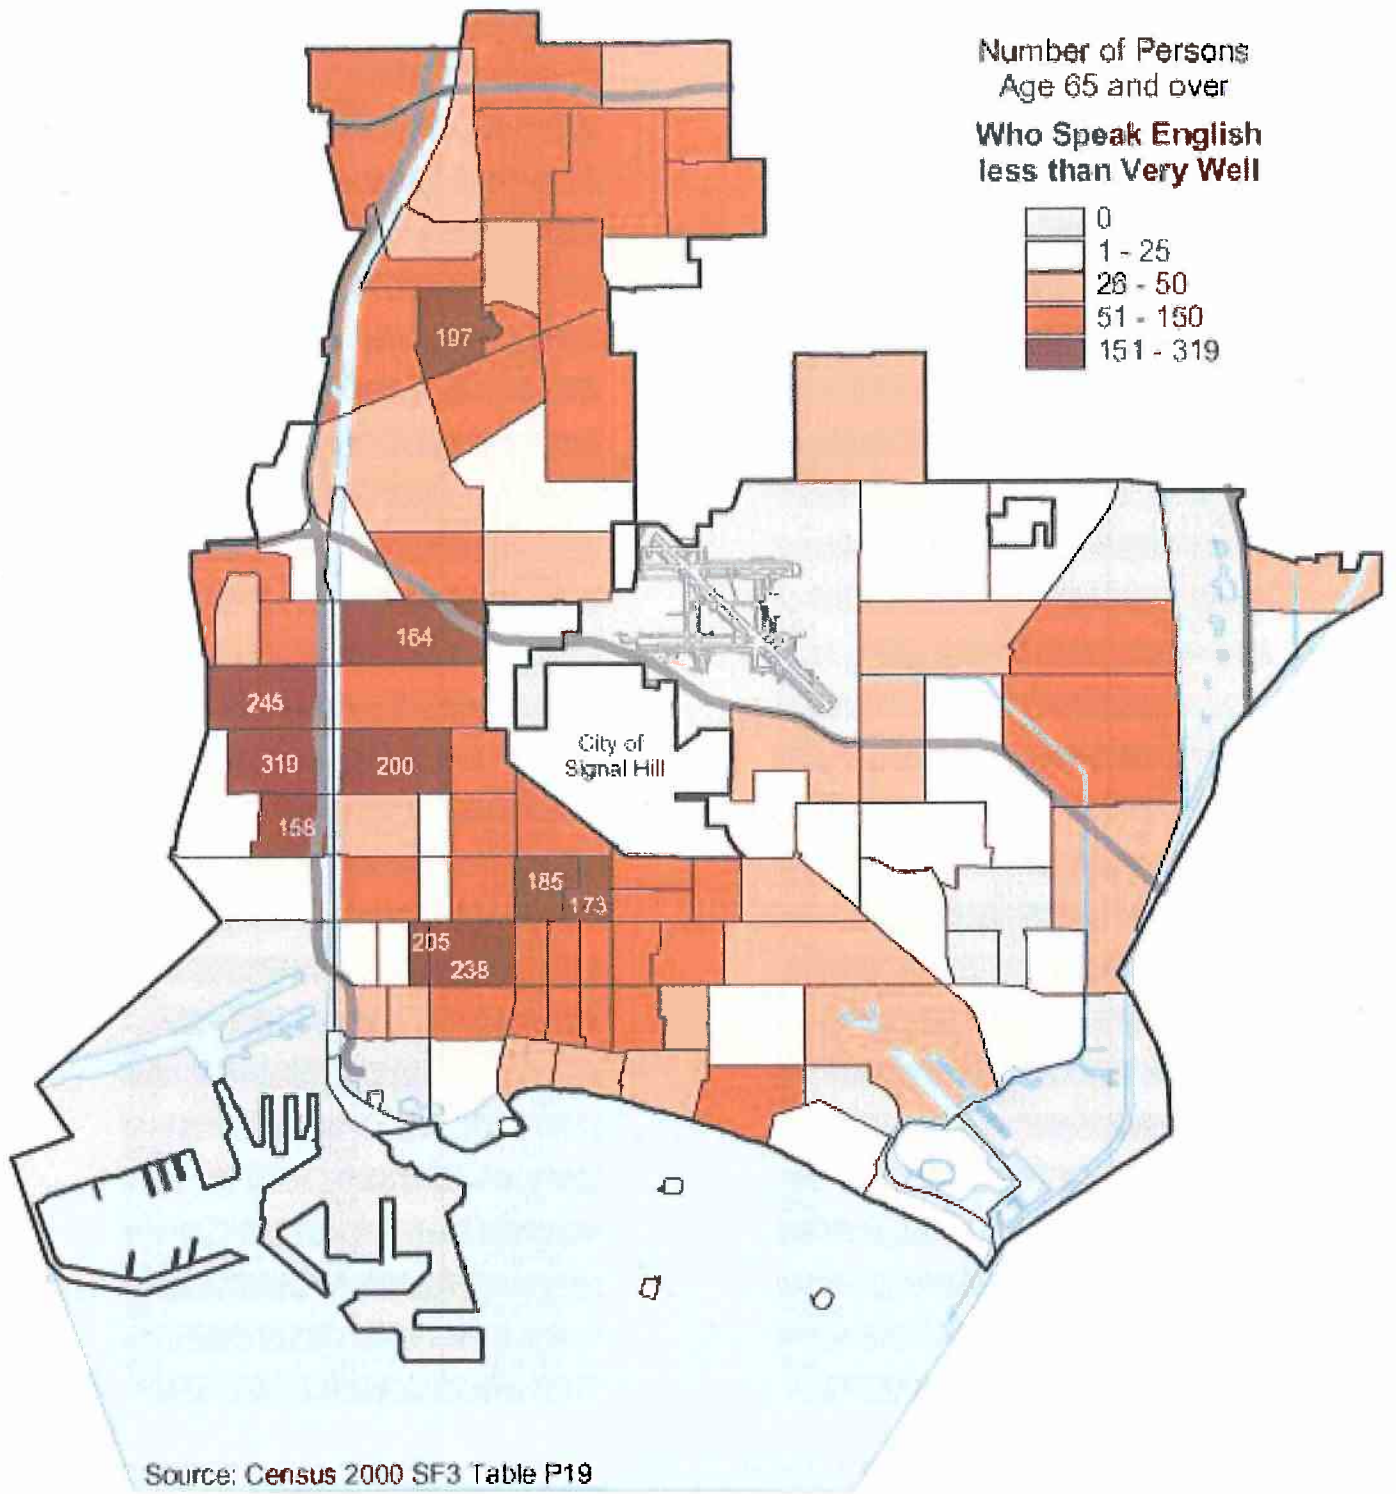 Number of Persons
Age 65 and over
Who Speak English
less than Very Well
0
1 - 25
26 - 50
51 - 150
151 - 319
197
164
245
City of
Signal Hill
319
200
158
185
173
205
238
Source: Census 2000 SF3 Table P19